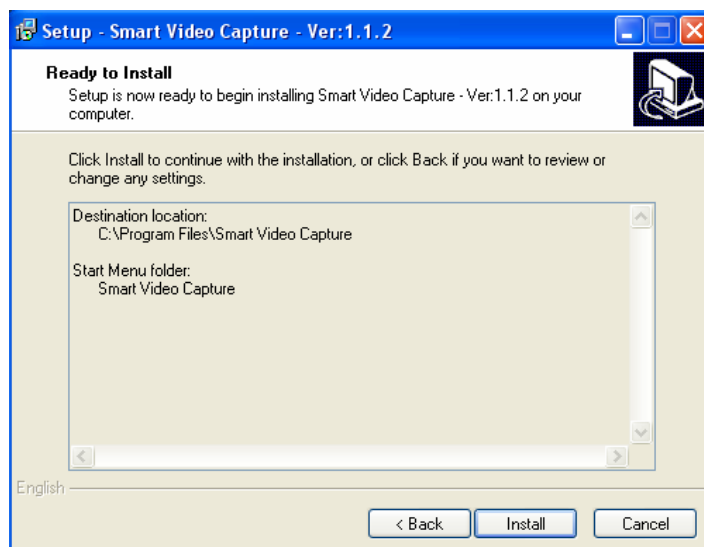 Setup - Smart Video Capture - Ver:1.1.2
Ready to Install
Setup is now ready to begin installing Smart Video Capture - Ver:1.1.2 on your
computer.
Click Install to continue with the installation, or click Back if you want to review or
change any settings.
Destination location:
C:\Program Files\Smart Video Capture
Start Menu folder:
Smart Video Capture
English
< Back Install Cancel